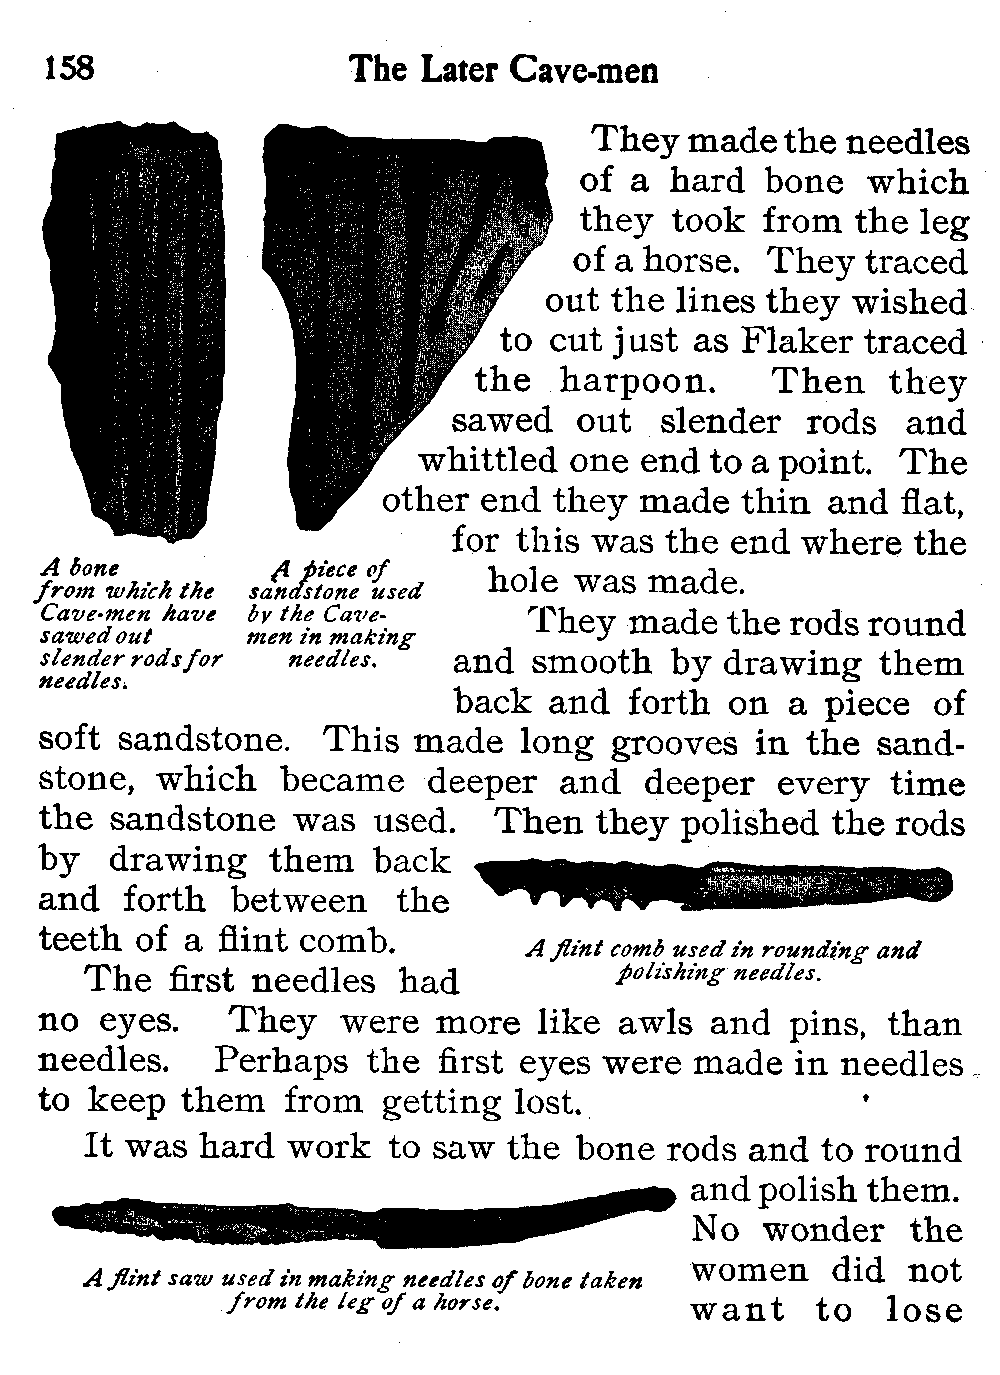 158 The Later Cave-men
They made the needles
of a hard bone which
they took from the leg
of a horse. They traced
out the lines they wished
to cut just as Flaker traced
the harpoon. Then they
sawed out slender rods and
whittled one end to a point. The
other end they made thin and flat,
for this was the end where the
hole was made.
A bone
from which the
Cave-men have
sawed out
slender rods for
needles.
A piece of
sandstone used
by the Cave-
men in making
needles.
They made the rods round
and smooth by drawing them
back and forth on a piece of
soft sandstone. This made long grooves in the sand-
stone, which became deeper and deeper every time
the sandstone was used. Then they polished the rods
by drawing them back
and forth between the
teeth of a flint comb.
A flint comb used in rounding and
polishing needles.
The first needles had
no eyes. They were more like awls and pins, than
needles. Perhaps the first eyes were made in needles
to keep them from getting lost.
It was hard work to saw the bone rods and to round
and polish them.
No wonder the
women did not
want to lose
A flint saw used in making needles of bone taken
from the leg of a horse.